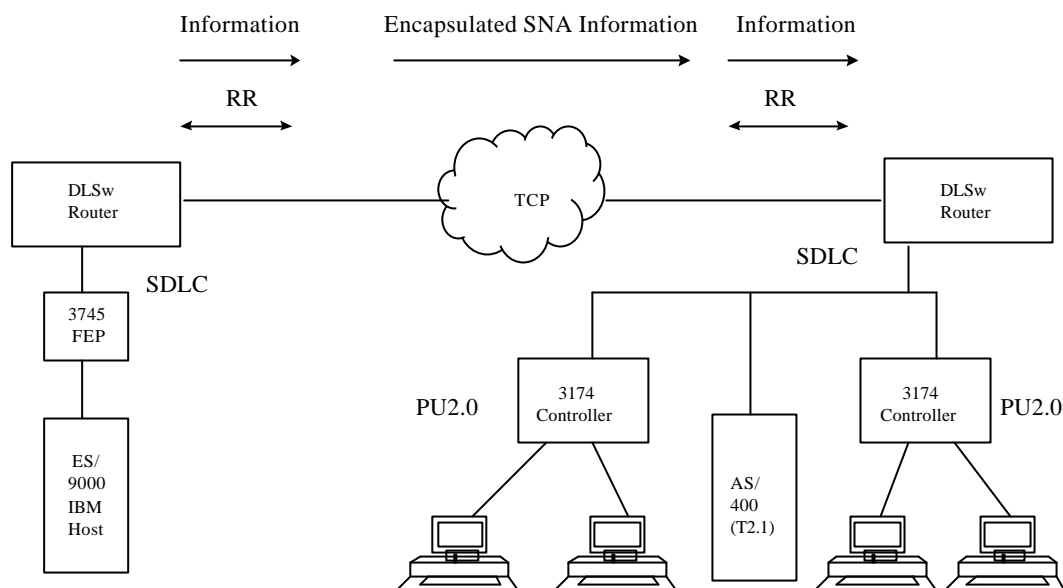 Information
Encapsulated SNA Information
Information
RR
RR
DLSw
Router
TCP
DLSw
Router
SDLC
SDLC
3745
FEP
3174
Controller
3174
Controller
PU2.0
PU2.0
ES/
9000
IBM
Host
AS/
400
(T2.1)